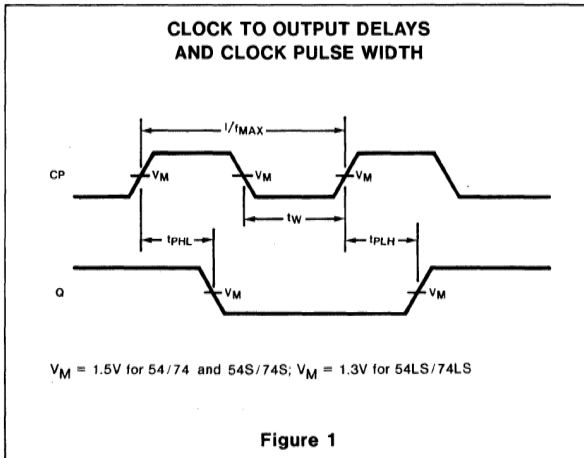 CLOCK TO OUTPUT DELAYS
AND CLOCK PULSE WIDTH
I/fMAX
CP
VM
VM
VM
tW
tPHL
tPLH
Q
VM
VM
VM = 1.5V for 54/74 and 54S/74S; VM = 1.3V for 54LS/74LS
Figure 1